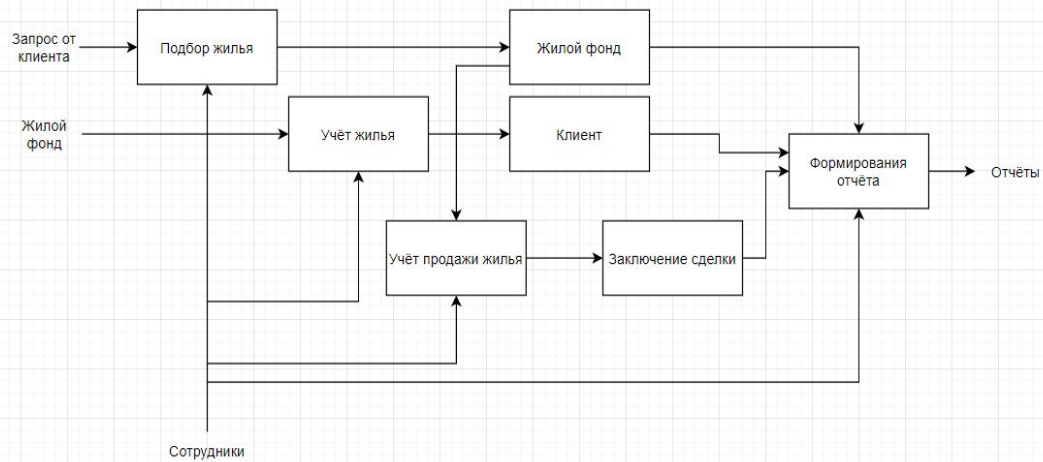 Запрос от
клиента
Подбор жилья
Жилой фонд
Жилой
фонд
Учёт жилья
Клиент
Формирования
отчёта
Отчёты
Учёт продажи жилья
Заключение сделки
Сотрудники